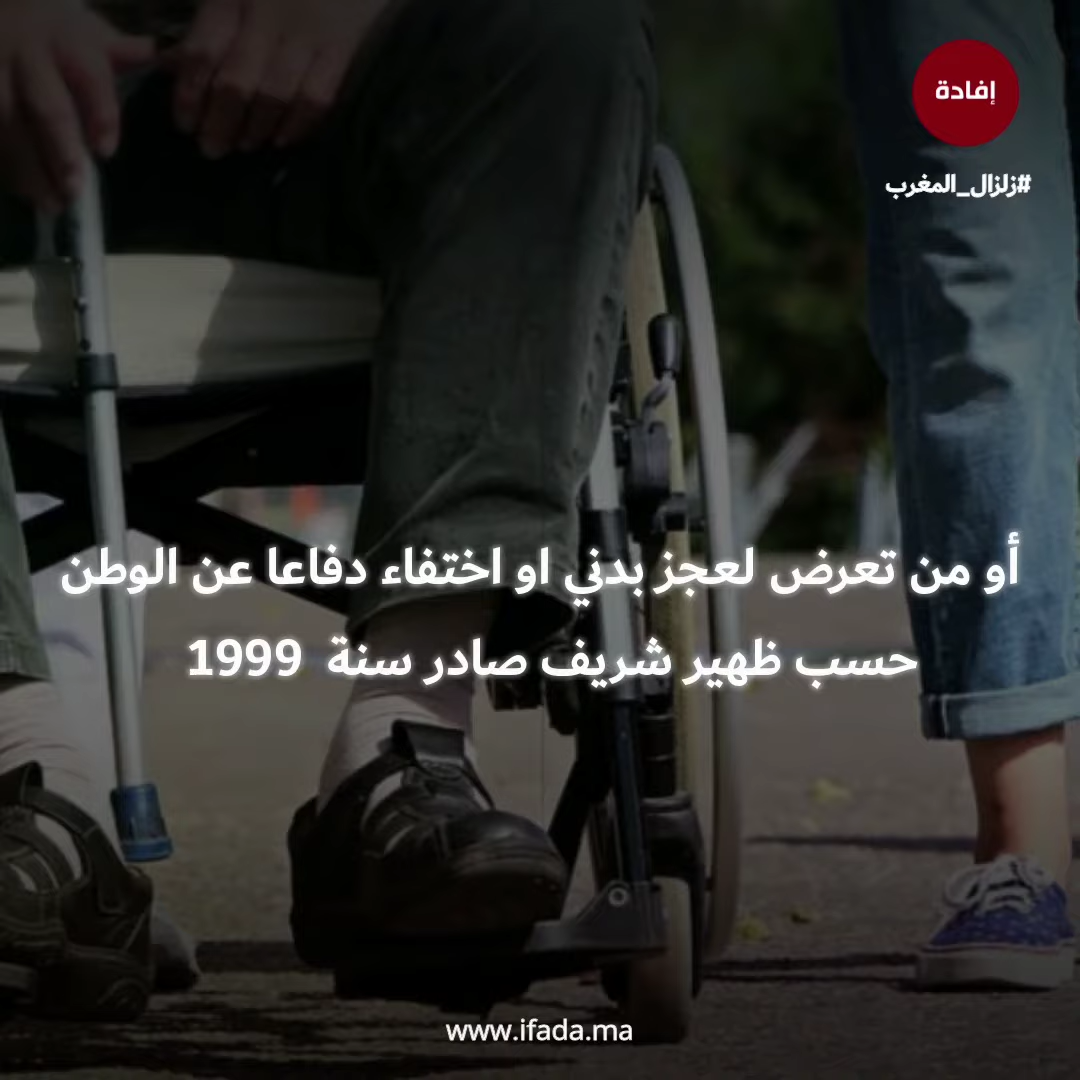 إفادة
#زلزال_المغرب
أو من تعرض لعجز بدني او اختفاء دفاعا عن الوطن
حسب ظهير شريف صادر سنة 1999
www.ifada.ma